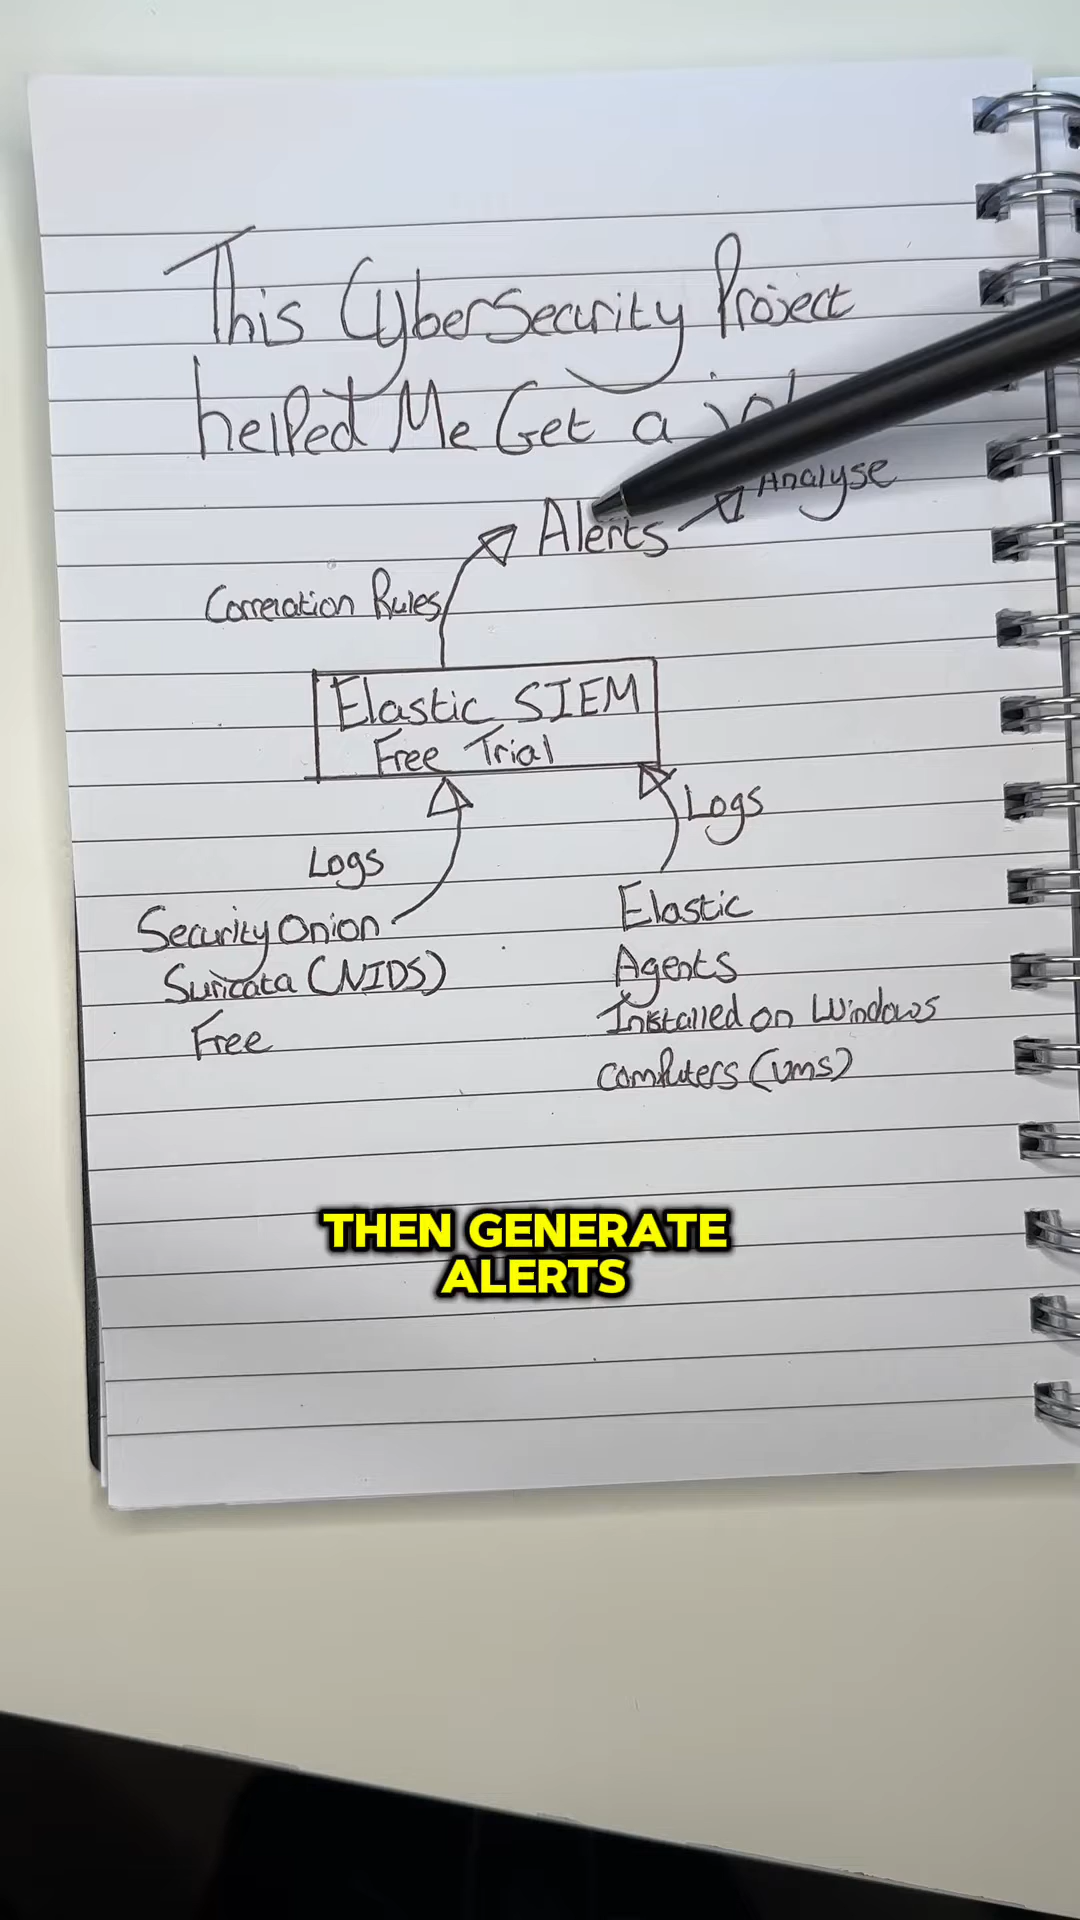 This CyberSecurity Project
helped Me Get a
Alerts
Analyse
Correlation Rules
Elastic SIEM
Free Trial
Logs
Logs
Security Onion
Suricata (NIDS)
Free
Elastic
Agents
Installed on Windows
Computers (VMs)
THEN GENERATE
ALERTS